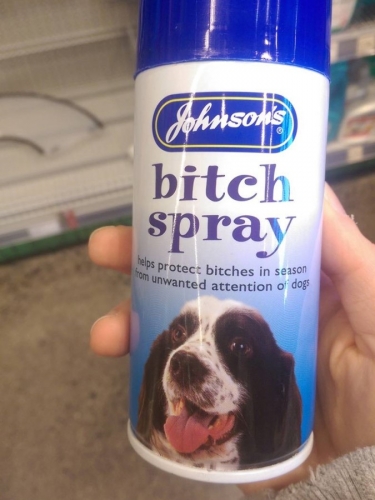 Johnson's®
bitch
spray
helps protect bitches in season
from unwanted attention of dogs